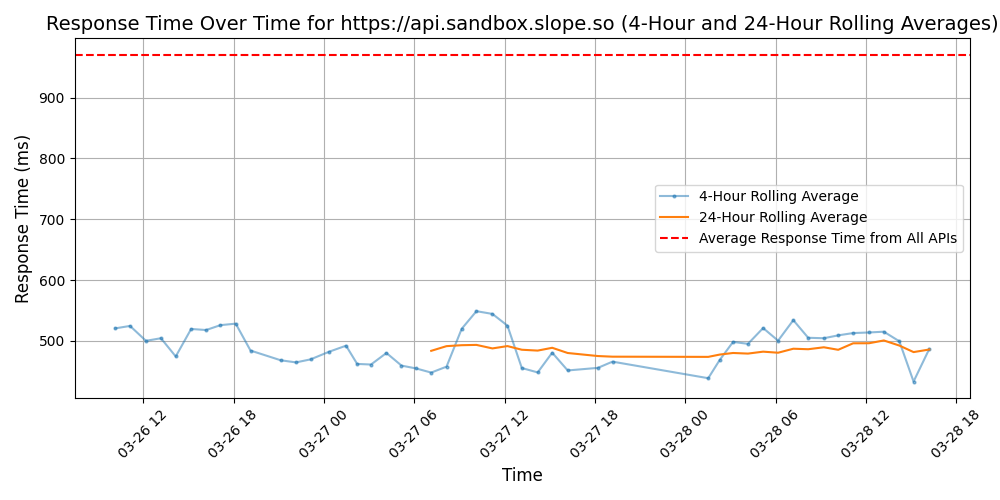 Response Time Over Time for https://api.sandbox.slope.so (4-Hour and 24-Hour Rolling Averages)
Response Time (ms)
900
800
700
600
500
4-Hour Rolling Average
24-Hour Rolling Average
Average Response Time from All APIs
03-26 12
03-26 18
03-27 00
03-27 06
03-27 12
03-27 18
03-28 00
03-28 06
03-28 12
03-28 18
Time